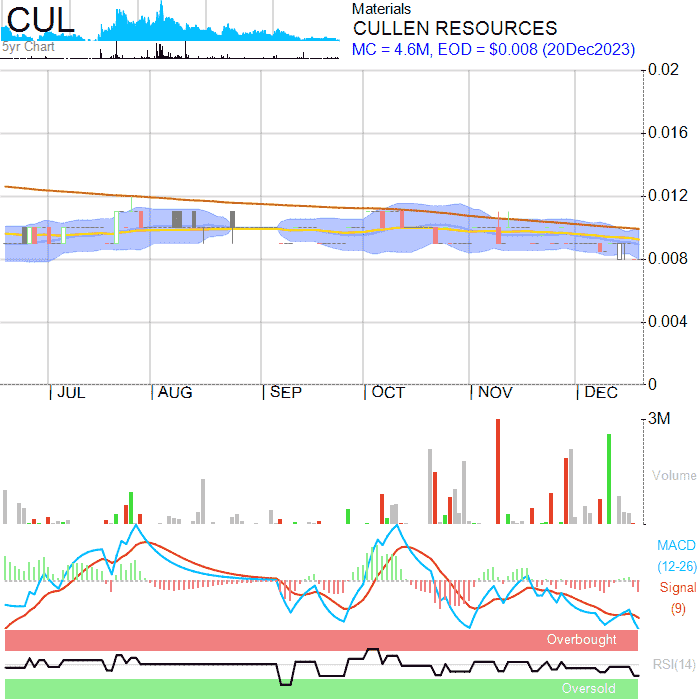 CUL
5yr Chart
Materials
CULLEN RESOURCES
MC = 4.6M, EOD = $0.008 (20Dec2023)
0.02
0.016
0.012
0.008
0.004
0
JUL AUG SEP OCT NOV DEC
3M
Volume
MACD
(12-26)
Signal
(9)
Overbought
RSI(14)
Oversold